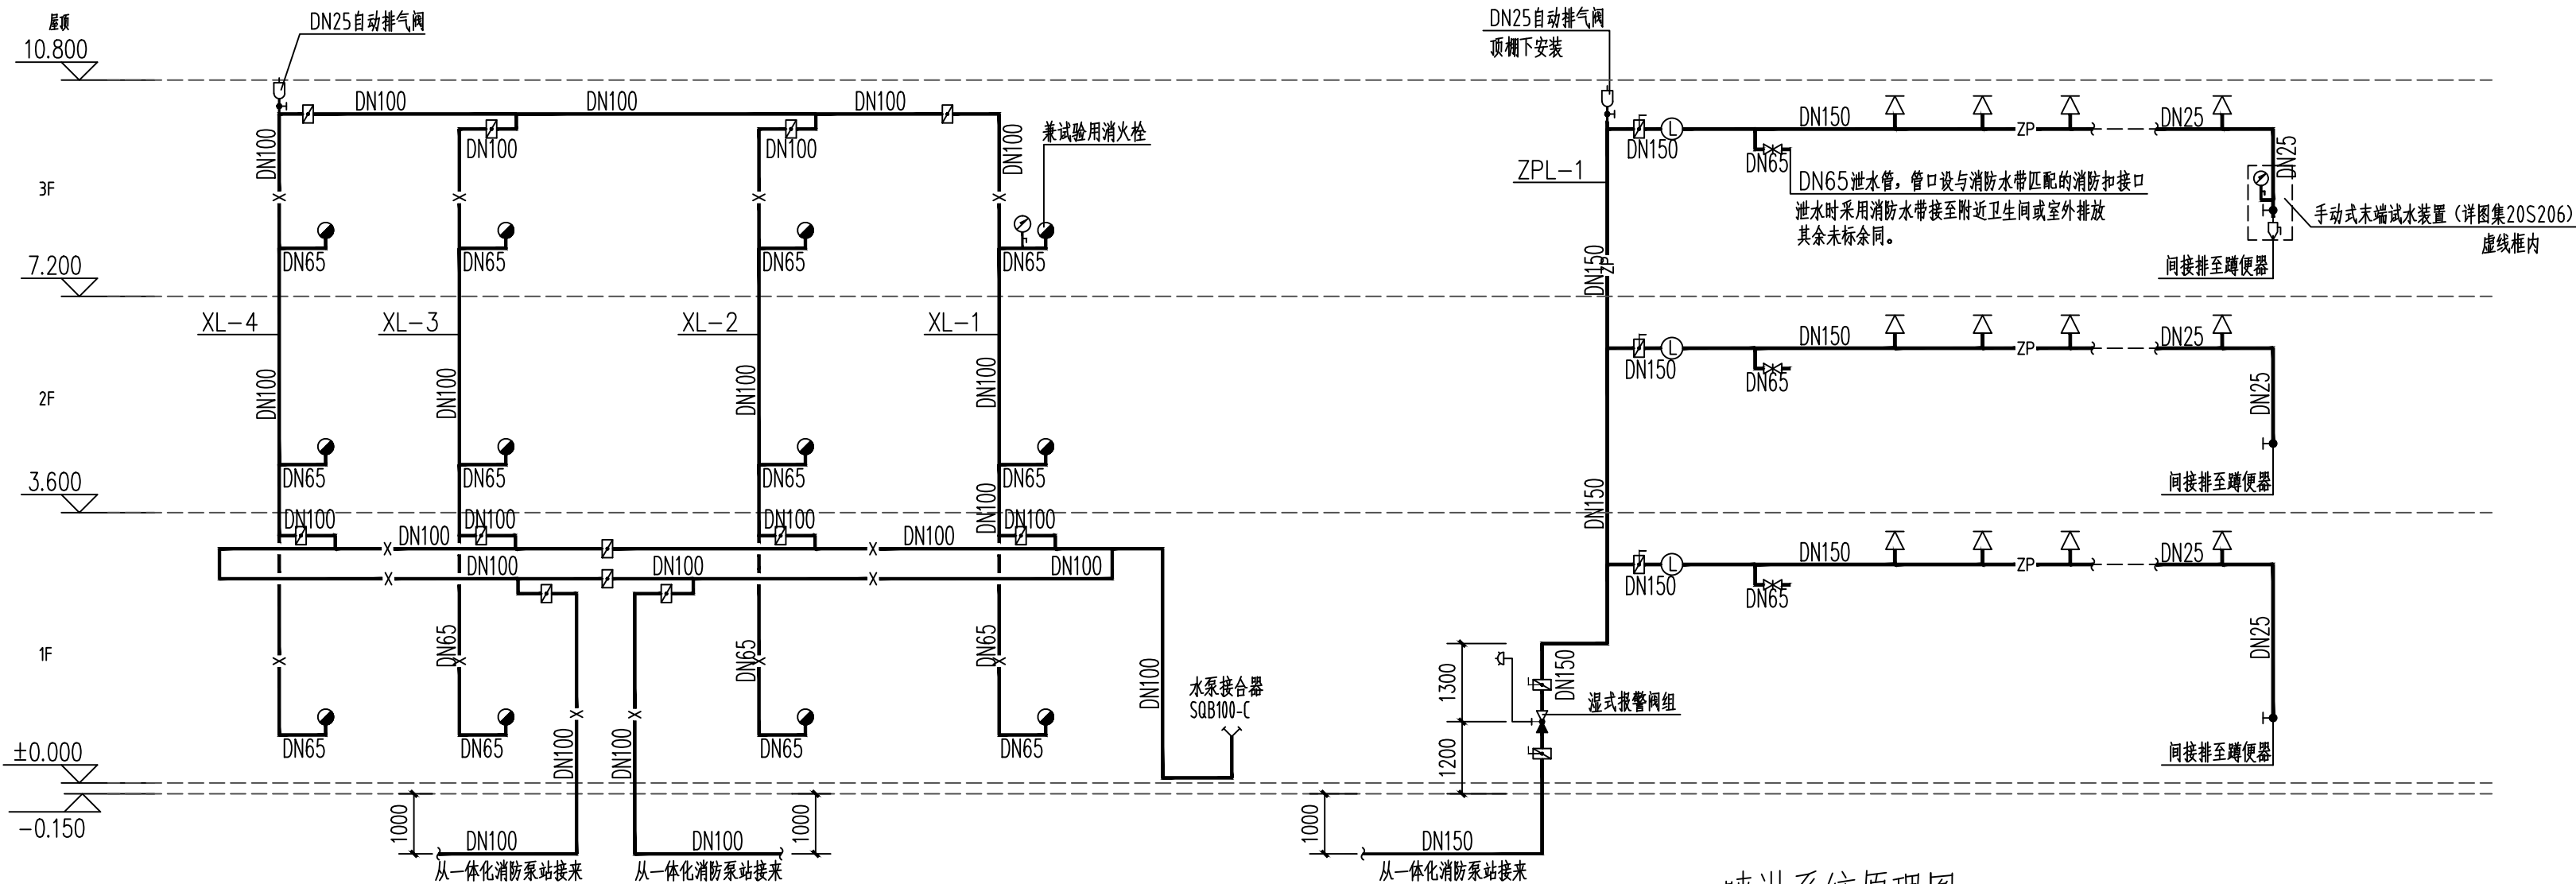 屋顶
10.800
DN25自动排气阀
DN100
DN100
DN100
DN100
DN100
DN100
DN100
兼试验用消火栓
3F
DN65
DN65
DN65
DN65
7.200
XL-4
XL-3
XL-2
XL-1
DN100
DN100
DN100
DN100
2F
DN65
DN65
DN65
DN65
3.600
DN100
DN100
DN100
DN100
DN100
DN100
DN100
DN100
DN100
DN100
1F
DN65
DN65
DN65
DN100
水泵接合器
SQB100-C
DN65
DN65
DN65
DN65
DN100
DN100
±0.000
-0.150
1000
DN100
从一体化消防泵站接来
DN100
1000
从一体化消防泵站接来
DN25自动排气阀
顶棚下安装
ZPL-1
DN150
L
DN65
DN150
ZP
DN25
DN25
DN65泄水管，管口设与消防水带匹配的消防扣接口
泄水时采用消防水带接至附近卫生间或室外排放
其余未标余同。
手动式末端试水装置（详图集20S206）
虚线框内
间接排至蹲便器
DN150
ZP
DN150
L
DN65
DN150
ZP
DN25
DN25
间接排至蹲便器
DN150
DN150
L
DN65
DN150
ZP
DN25
DN25
间接排至蹲便器
1300
DN150
湿式报警阀组
1200
1000
DN150
从一体化消防泵站接来